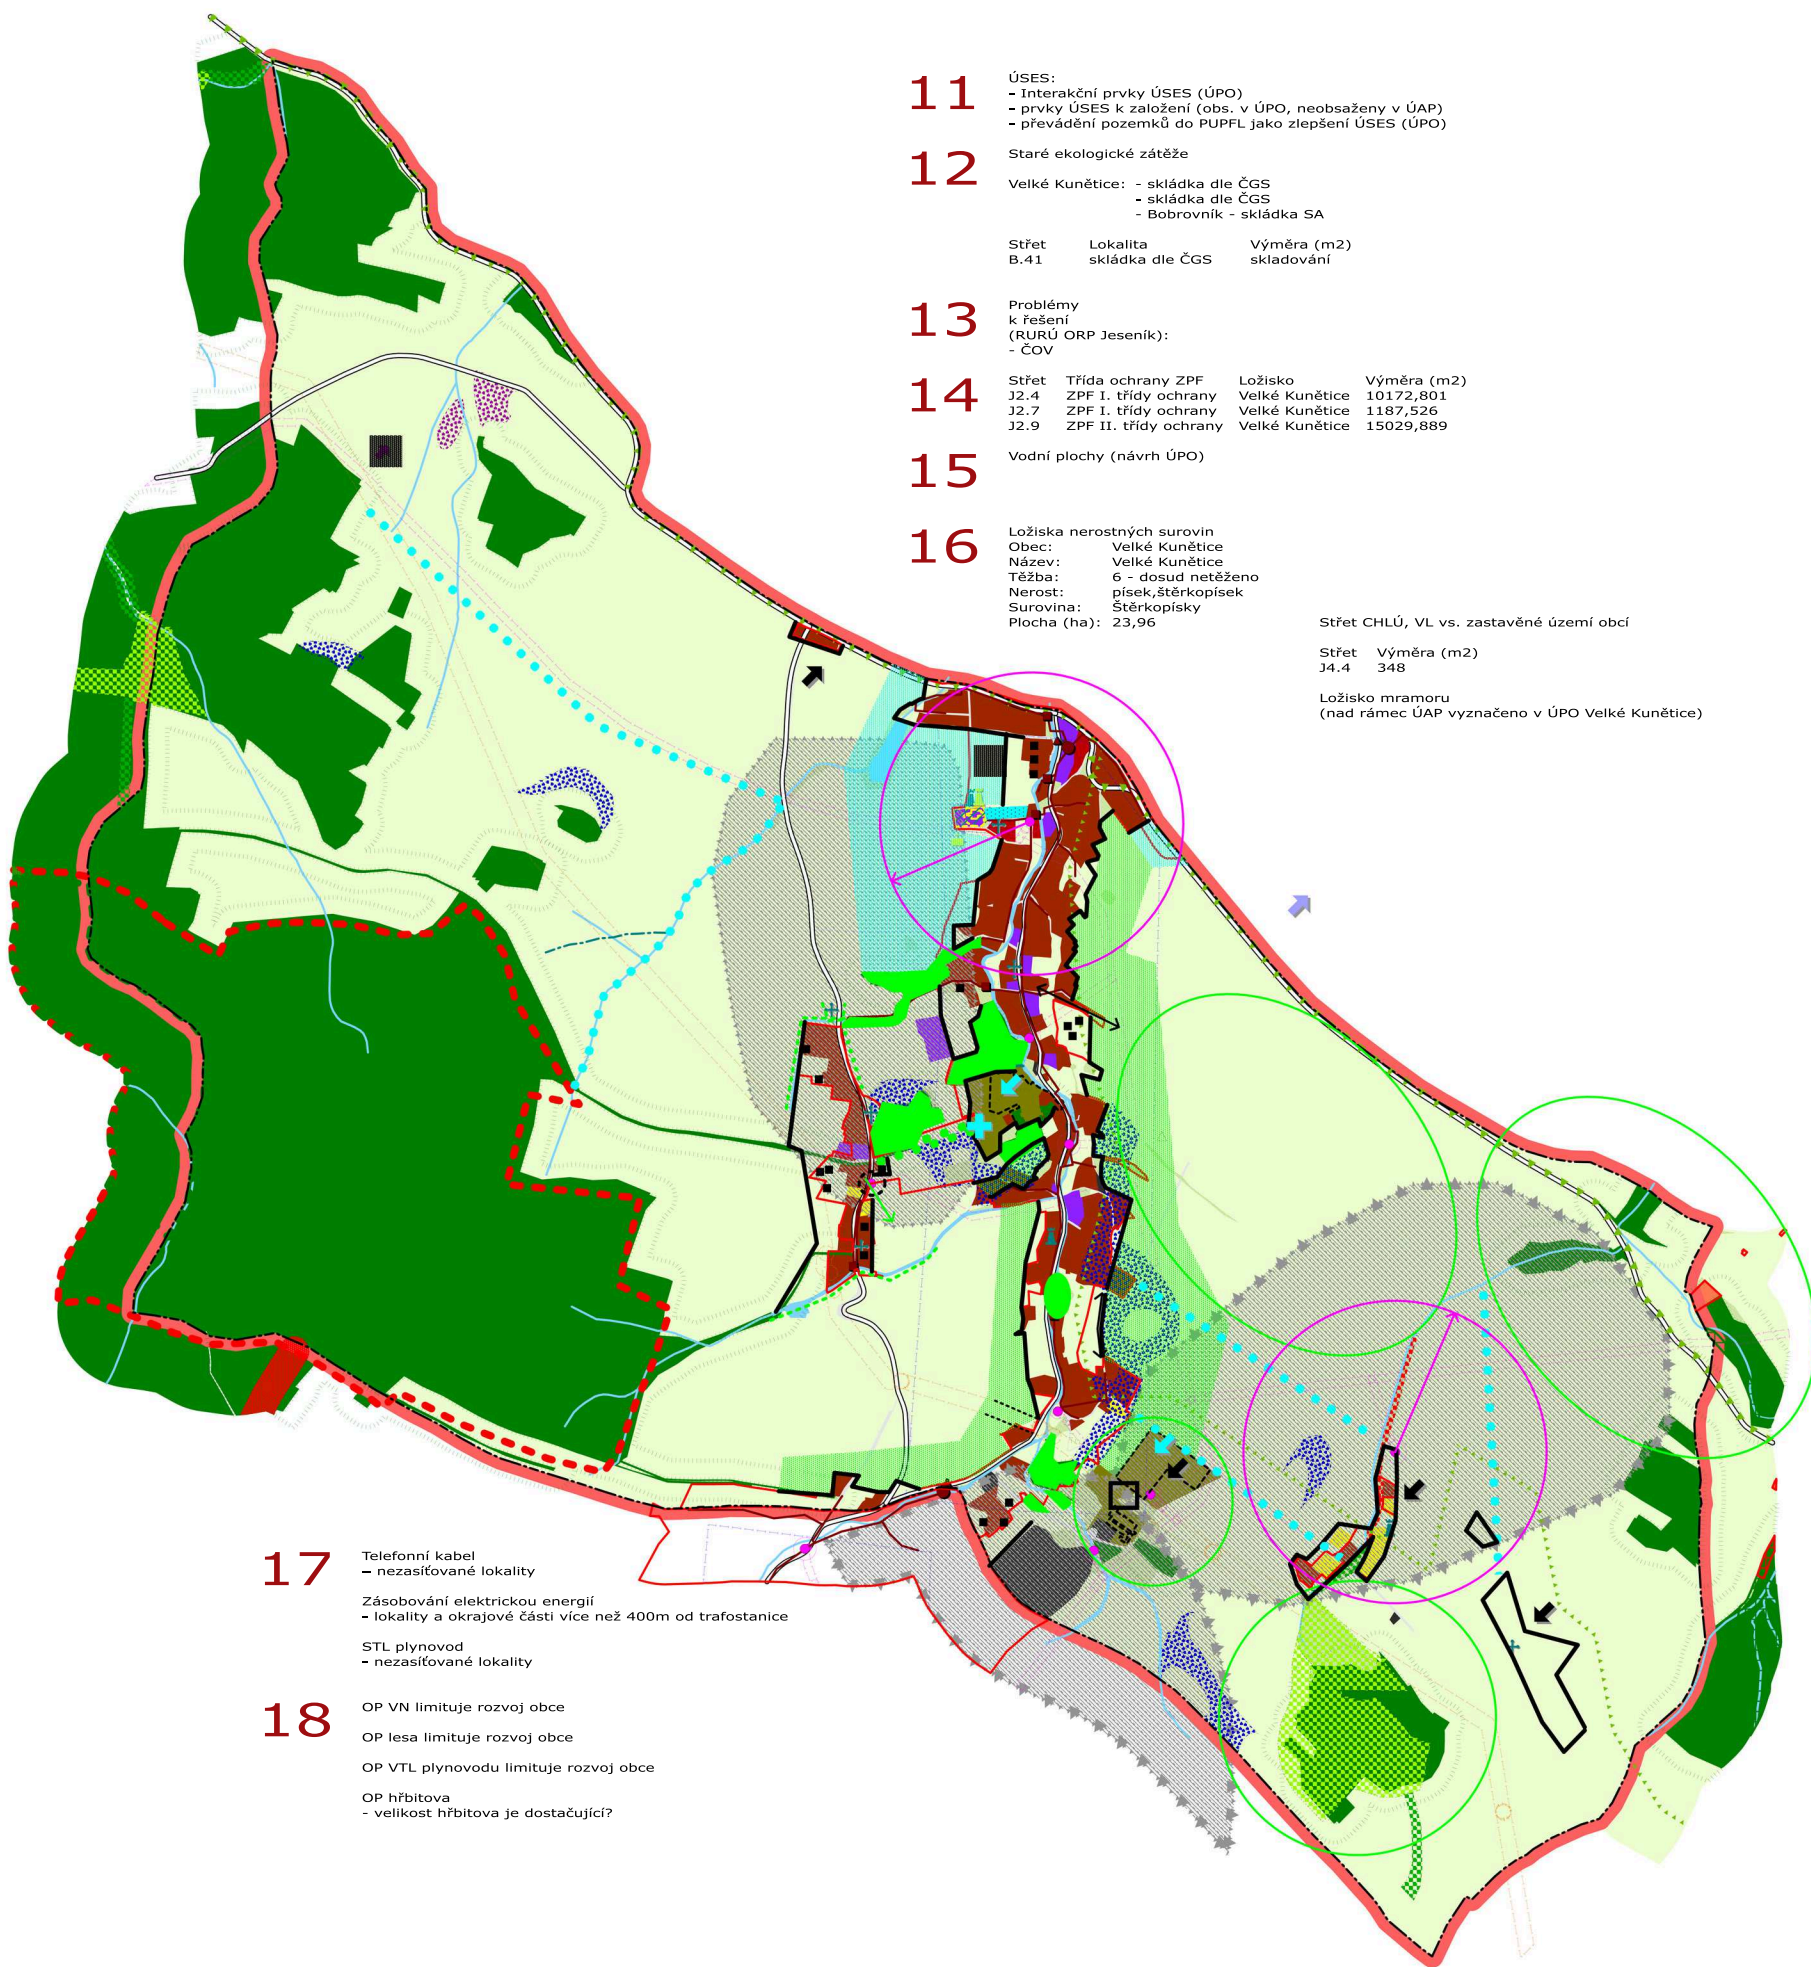 11 ÚSES:
- Interakční prvky ÚSES (ÚPO)
- prvky ÚSES k založení (obs. v ÚPO, neobsaženy v ÚAP)
- převádění pozemků do PUPFL jako zlepšení ÚSES (ÚPO)
12 Staré ekologické zátěže
Velké Kunětice: - skládka dle ČGS
- skládka dle ČGS
- Bobrovník - skládka SA
Střet Lokalita Výměra (m2)
B.41 skládka dle ČGS skladování
13 Problémy
k řešení
(RURÚ ORP Jeseník):
- ČOV
14 Střet Třída ochrany ZPF Ložisko Výměra (m2)
J2.4 ZPF I. třídy ochrany Velké Kunětice 10172,801
J2.7 ZPF I. třídy ochrany Velké Kunětice 1187,526
J2.9 ZPF II. třídy ochrany Velké Kunětice 15029,889
15 Vodní plochy (návrh ÚPO)
16 Ložiska nerostných surovin
Obec: Velké Kunětice
Název: Velké Kunětice
Těžba: 6 - dosud netěženo
Nerost: písek,štěrkopísek
Surovina: Štěrkopísky
Plocha (ha): 23,96
Střet CHLÚ, VL vs. zastavěné území obcí
Střet Výměra (m2)
J4.4 348
Ložisko mramoru
(nad rámec ÚAP vyznačeno v ÚPO Velké Kunětice)
17 Telefonní kabel
- nezasíťované lokality
Zásobování elektrickou energií
- lokality a okrajové části více než 400m od trafostanice
STL plynovod
- nezasíťované lokality
18 OP VN limituje rozvoj obce
OP lesa limituje rozvoj obce
OP VTL plynovodu limituje rozvoj obce
OP hřbitova
- velikost hřbitova je dostačující?